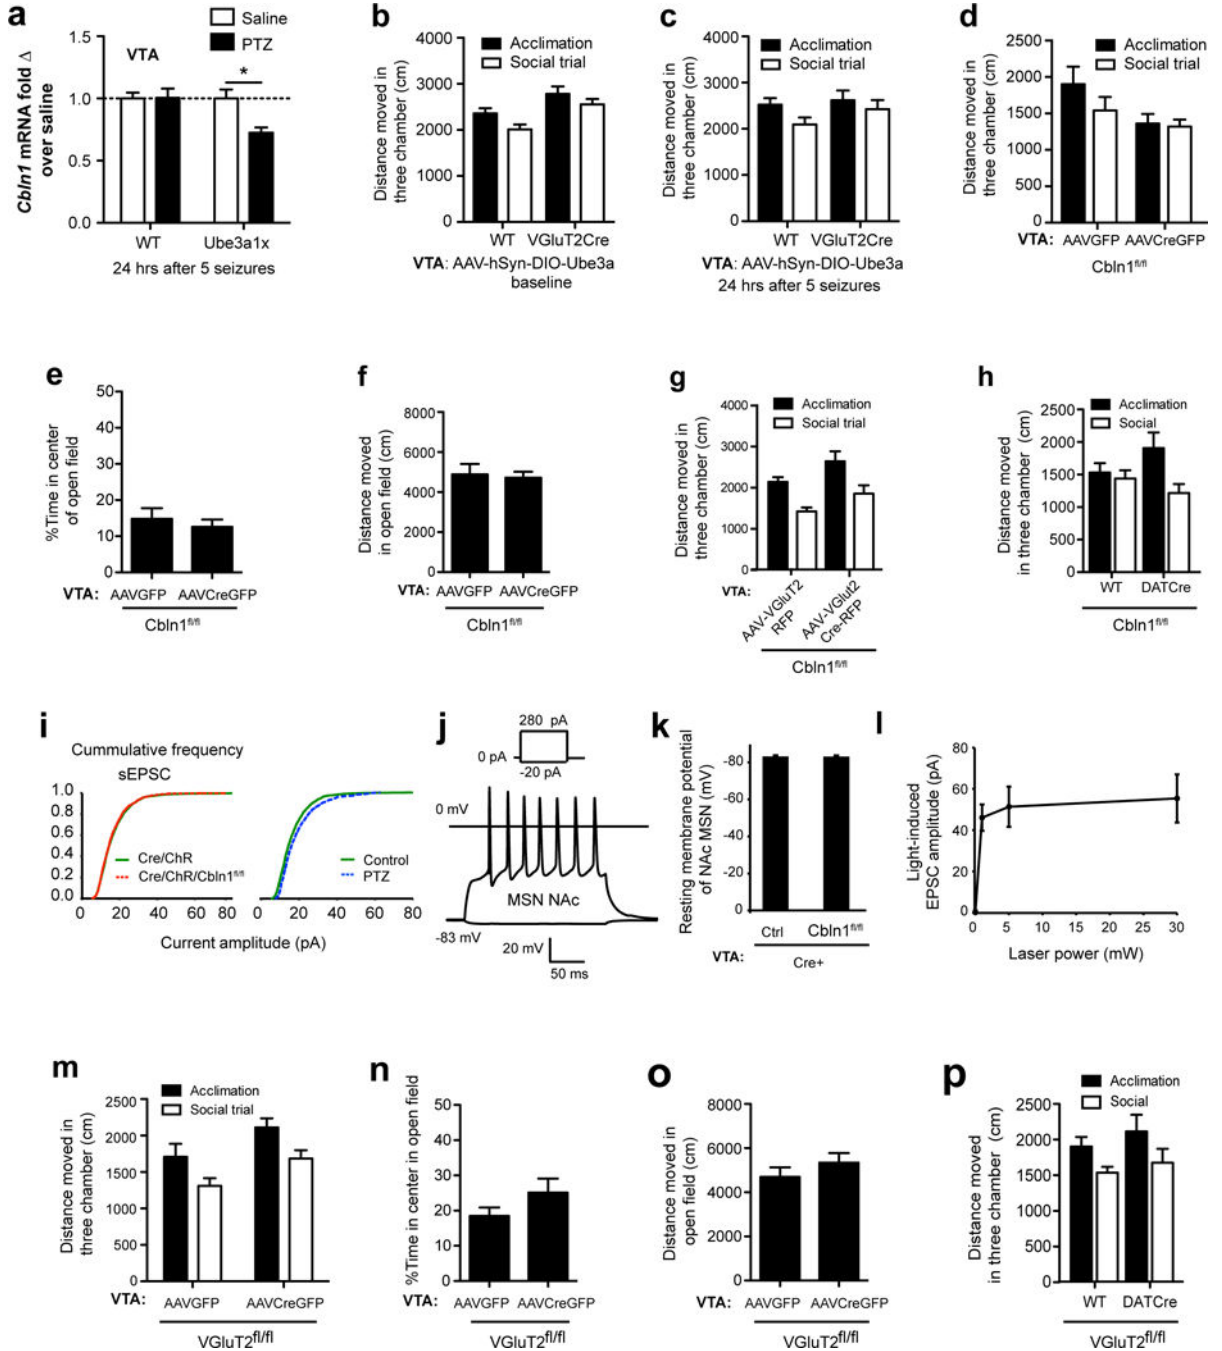 a
Saline
PTZ
Cbln1 mRNA fold Δ
over saline
1.5
1.0
0.5
0.0
VTA
*
WT
Ube3a1x
24 hrs after 5 seizures
b
Distance moved in
three chamber (cm)
4000
3000
2000
1000
0
Acclimation
Social trial
WT VGluT2Cre
VTA: AAV-hSyn-DIO-Ube3a
baseline
c
Distance moved in
three chamber (cm)
4000
3000
2000
1000
0
Acclimation
Social trial
WT VGluT2Cre
VTA: AAV-hSyn-DIO-Ube3a
24 hrs after 5 seizures
d
Distance moved in
three chamber (cm)
2500
2000
1500
1000
500
0
Acclimation
Social trial
VTA: AAVGFP AAVCreGFP
Cbln1fl/fl
e
%Time in center
of open field
50
40
30
20
10
0
VTA: AAVGFP AAVCreGFP
Cbln1fl/fl
f
Distance moved
in open field (cm)
8000
6000
4000
2000
0
VTA: AAVGFP AAVCreGFP
Cbln1fl/fl
g
Distance moved in
three chamber (cm)
4000
3000
2000
1000
0
Acclimation
Social trial
VTA:
AAV-VGluT2
RFP
AAV-VGlut2
Cre-RFP
Cbln1fl/fl
h
Distance moved
in three chamber (cm)
2500
2000
1500
1000
500
0
Acclimation
Social
WT DATCre
Cbln1fl/fl
i
Cummulative frequency
sEPSC
1.0
0.8
0.6
0.4
0.2
0.0
Cre/ChR
Cre/ChR/Cbln1fl/fl
0 20 40 60 80
Control
PTZ
0 20 40 60 80
Current amplitude (pA)
j
280 pA
0 pA
-20 pA
0 mV
MSN NAc
-83 mV
20 mV
50 ms
k
Resting membrane potential
of NAc MSN (mV)
-80
-60
-40
-20
0
Ctrl Cbln1fl/fl
VTA:
Cre+
l
Light-induced
EPSC amplitude (pA)
80
60
40
20
0
0 5 10 15 20 25 30
Laser power (mW)
m
Distance moved in
three chamber (cm)
2500
2000
1500
1000
500
0
Acclimation
Social trial
VTA: AAVGFP AAVCreGFP
VGluT2fl/fl
n
%Time in center in open field
50
40
30
20
10
0
VTA: AAVGFP AAVCreGFP
VGluT2fl/fl
o
Distance moved in
open field (cm)
8000
6000
4000
2000
0
VTA: AAVGFP AAVCreGFP
VGluT2fl/fl
p
Distance moved
in three chamber (cm)
2500
2000
1500
1000
500
0
Acclimation
Social
WT DATCre
VGluT2fl/fl